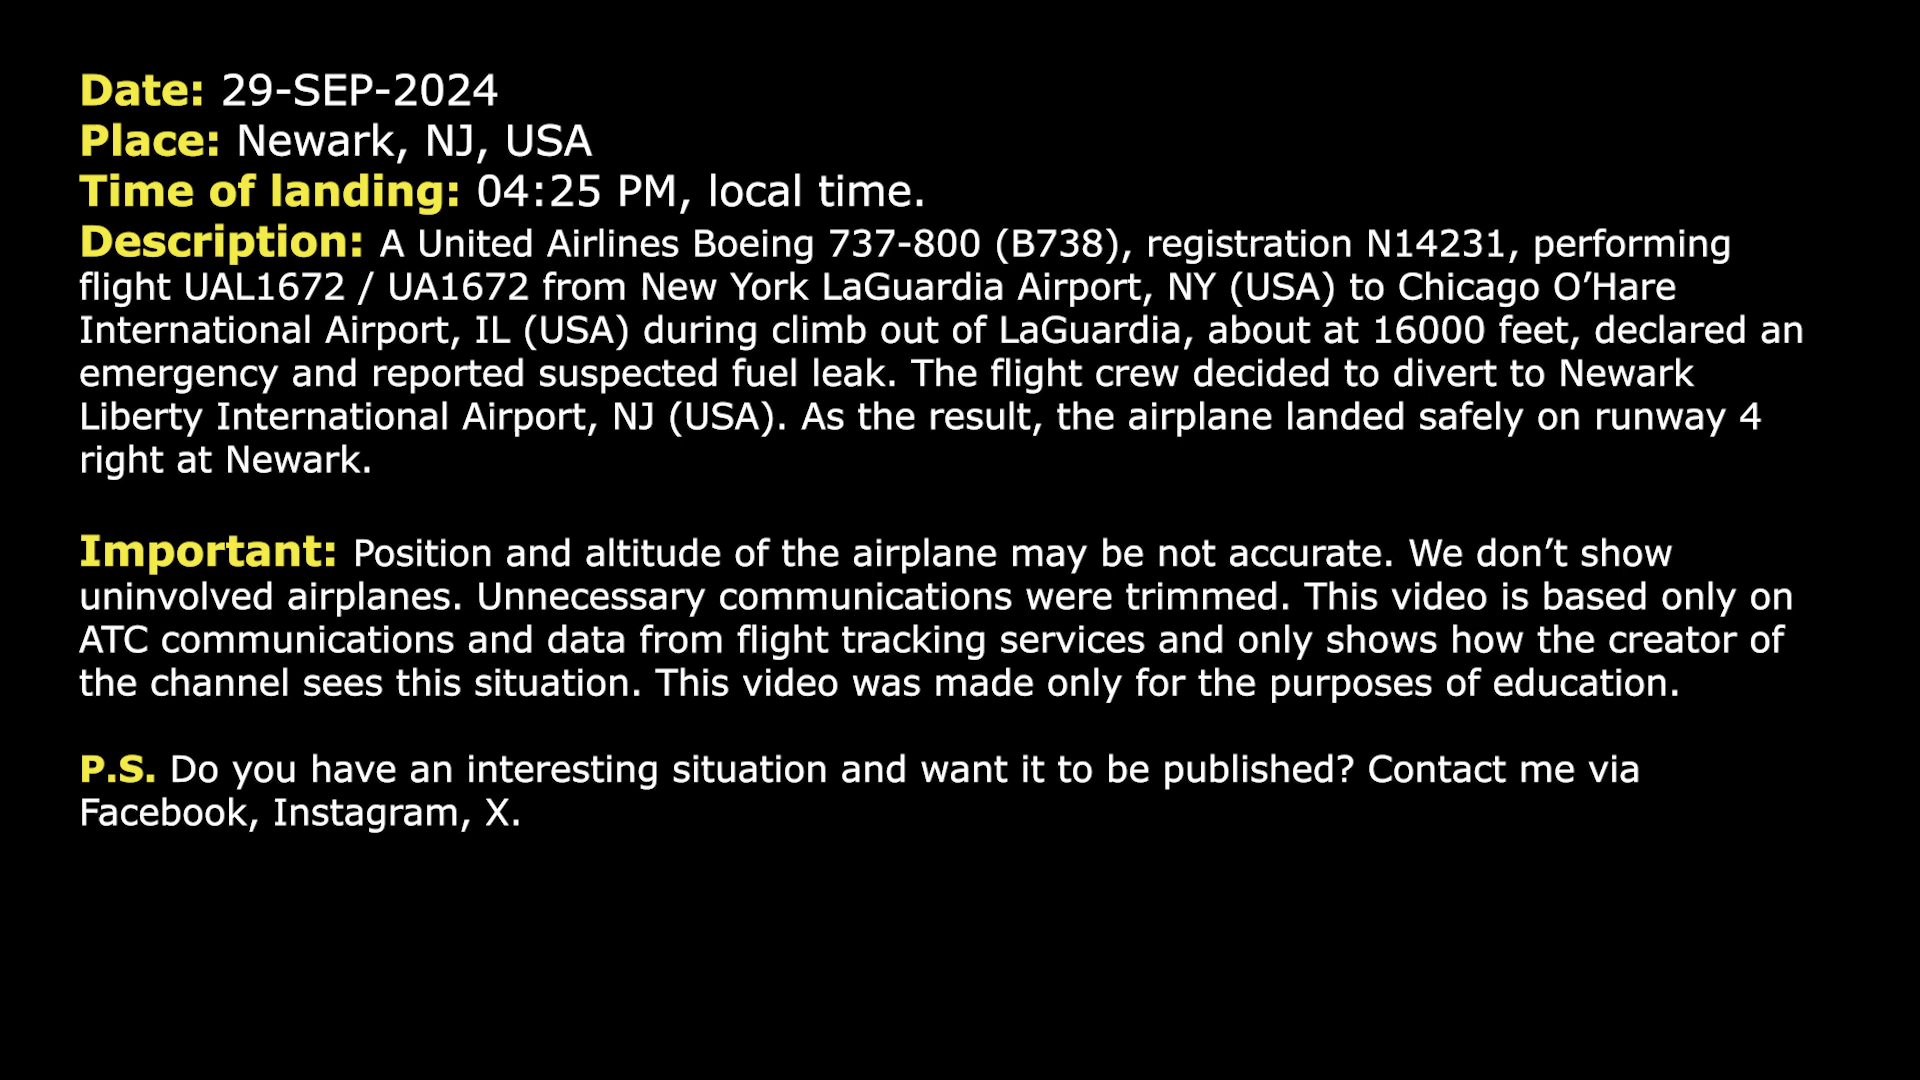 Date: 29-SEP-2024
Place: Newark, NJ, USA
Time of landing: 04:25 PM, local time.
Description: A United Airlines Boeing 737-800 (B738), registration N14231, performing
flight UAL1672 / UA1672 from New York LaGuardia Airport, NY (USA) to Chicago O’Hare
International Airport, IL (USA) during climb out of LaGuardia, about at 16000 feet, declared an
emergency and reported suspected fuel leak. The flight crew decided to divert to Newark
Liberty International Airport, NJ (USA). As the result, the airplane landed safely on runway 4
right at Newark.
Important: Position and altitude of the airplane may be not accurate. We don’t show
uninvolved airplanes. Unnecessary communications were trimmed. This video is based only on
ATC communications and data from flight tracking services and only shows how the creator of
the channel sees this situation. This video was made only for the purposes of education.
P.S. Do you have an interesting situation and want it to be published? Contact me via
Facebook, Instagram, X.